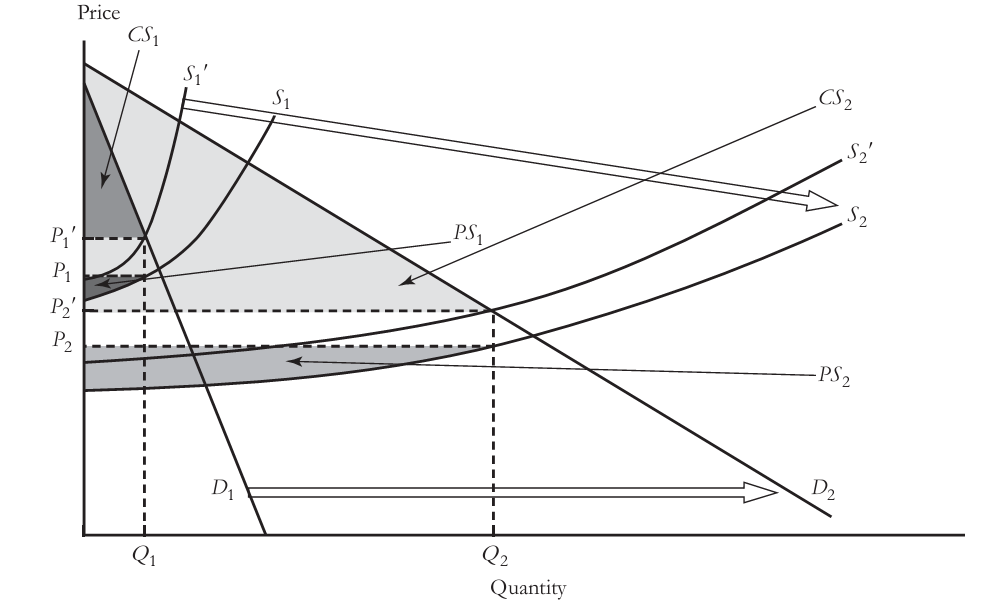 Price
CS₁
S₁′
S₁
CS₂
S₂′
S₂
PS₁
P₁′
P₁
P₂′
P₂
PS₂
D₁
D₂
Q₁
Q₂
Quantity